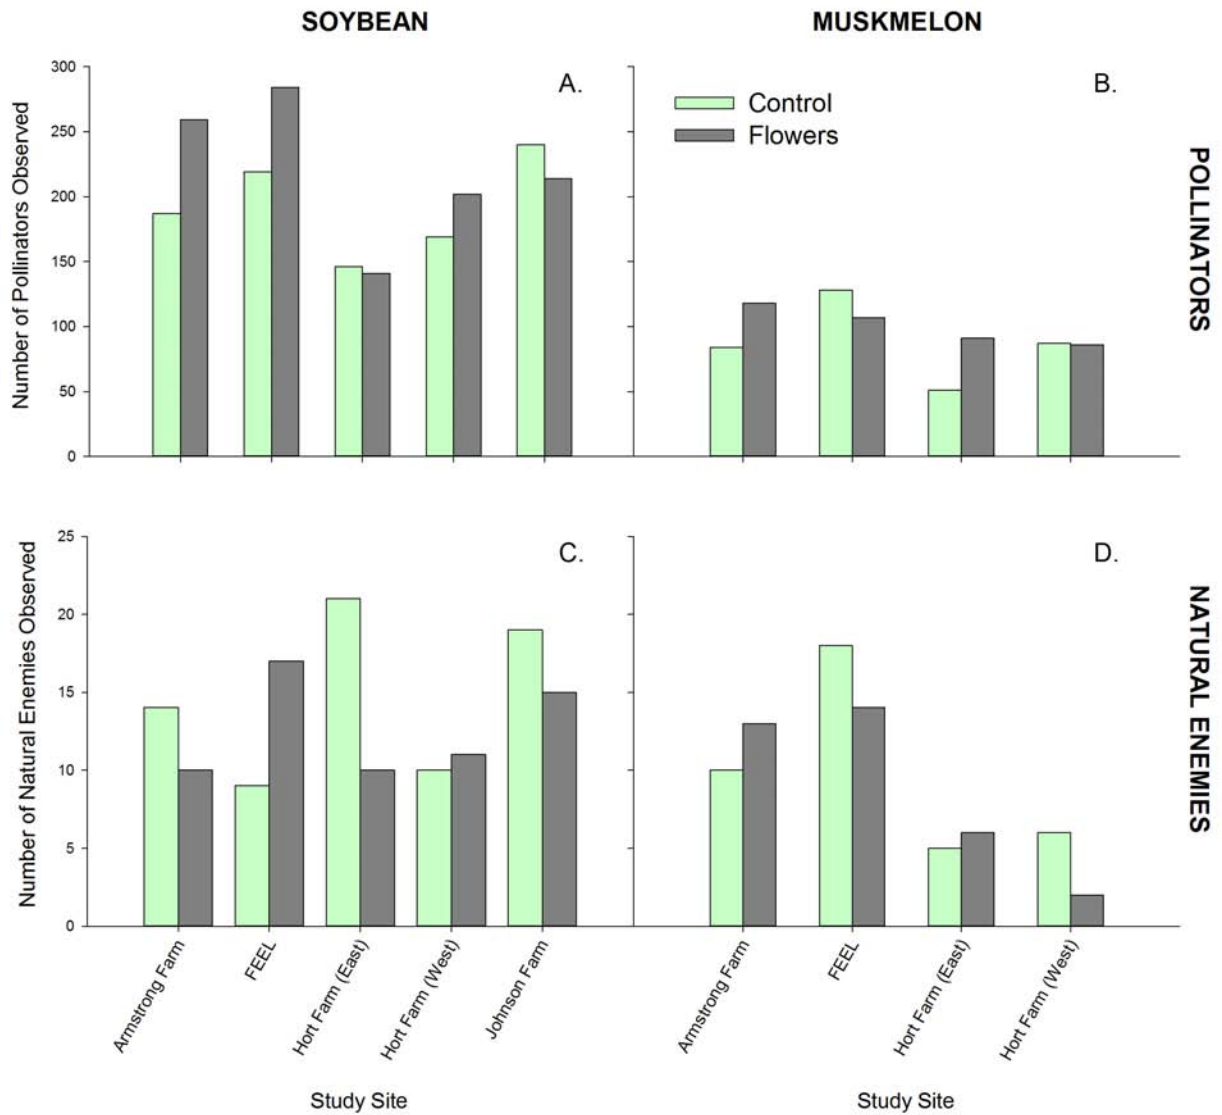 SOYBEAN
MUSKMELON
A.
B.
Control
Flowers
300
250
200
150
100
50
0
Number of Pollinators Observed
POLLINATORS
C.
D.
25
20
15
10
5
0
Number of Natural Enemies Observed
NATURAL ENEMIES
Armstrong Farm
FEEL
Hort Farm (East)
Hort Farm (West)
Johnson Farm
Armstrong Farm
FEEL
Hort Farm (East)
Hort Farm (West)
Study Site
Study Site